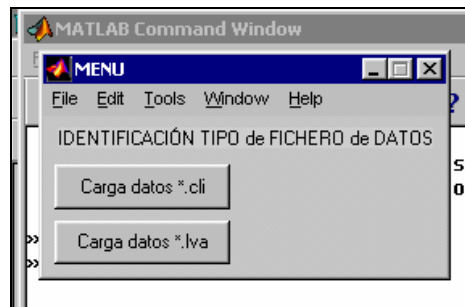 MATLAB Command Window
MENU
File Edit Tools Window Help
?
IDENTIFICACIÓN TIPO de FICHERO de DATOS
s
o
Carga datos *.cli
Carga datos *.lva
»
»